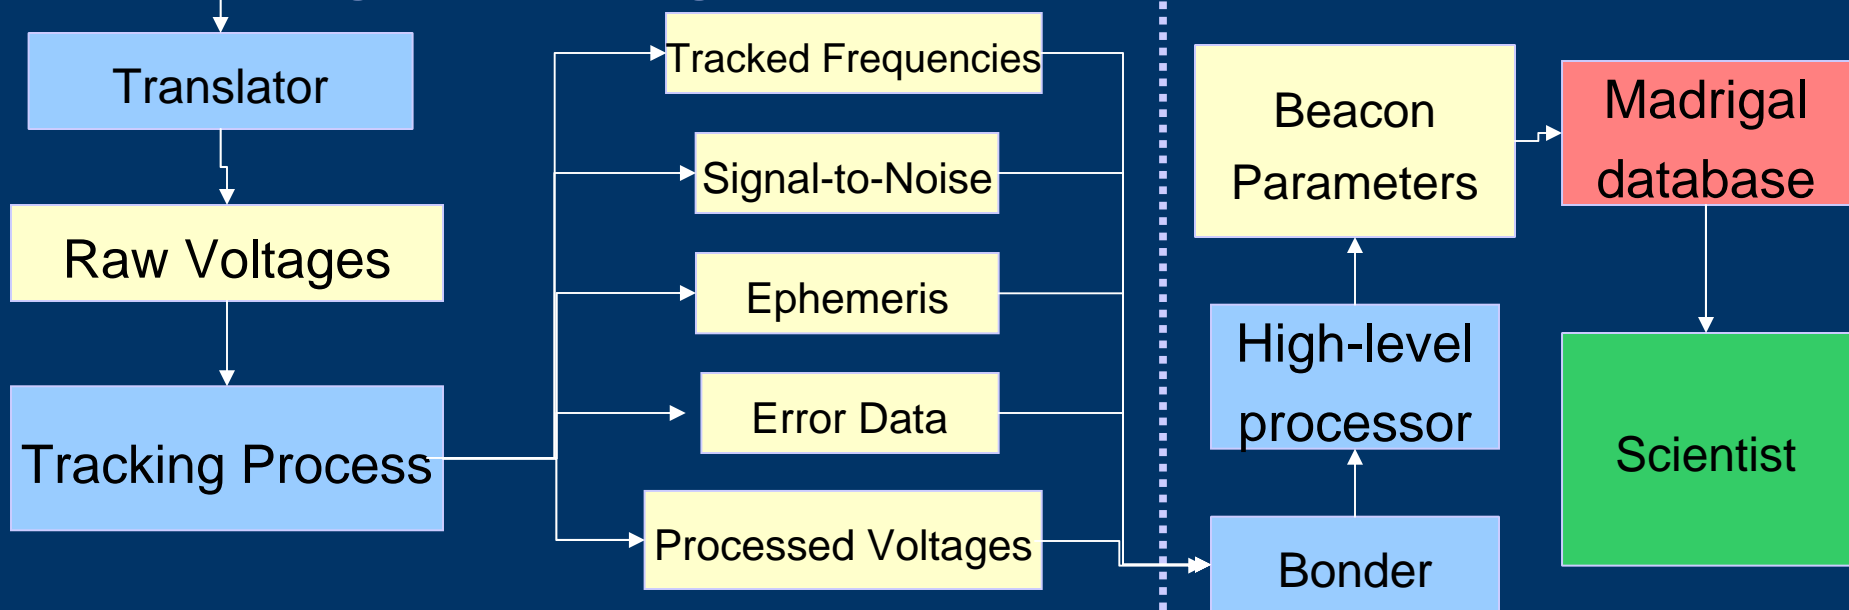 Translator
Raw Voltages
Tracking Process
Tracked Frequencies
Signal-to-Noise
Ephemeris
Error Data
Processed Voltages
Beacon
Parameters
High-level
processor
Bonder
Madrigal
database
Scientist